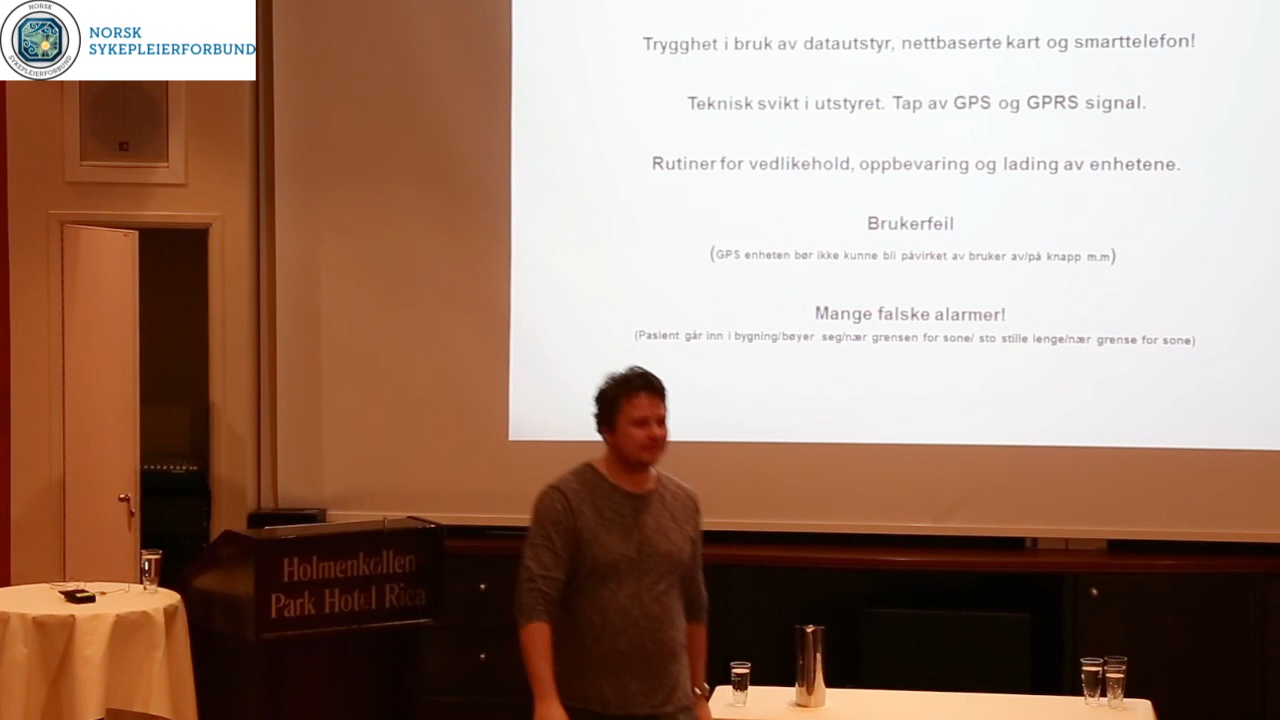 NORSK
SYKEPLEIERFORBUND
NORSK
SYKEPLEIERFORBUND
Trygghet i bruk av datautstyr, nettbaserte kart og smarttelefon!
Teknisk svikt i utstyret. Tap av GPS og GPRS signal.
Rutiner for vedlikehold, oppbevaring og lading av enhetene.
Brukerfeil
(GPS enheten bør ikke kunne bli påvirket av bruker av/på knapp m.m)
Mange falske alarmer!
(Pasient går inn i bygning/bøyer seg/nær grensen for sone/ sto stille lenge/nær grense for sone)
Holmenkollen
Park Hotel Rica